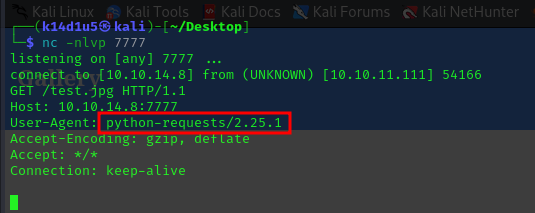 Kali Linux Kali Tools Kali Docs Kali Forums Kali NetHunter
(k14d1u5㉿kali)-[~/Desktop]
$ nc -nlvp 7777
listening on [any] 7777 ...
connect to [10.10.14.8] from (UNKNOWN) [10.10.11.111] 54166
Gallery
GET /test.jpg HTTP/1.1
Host: 10.10.14.8:7777
User-Agent: python-requests/2.25.1
Accept-Encoding: gzip, deflate
Accept: */*
Connection: keep-alive